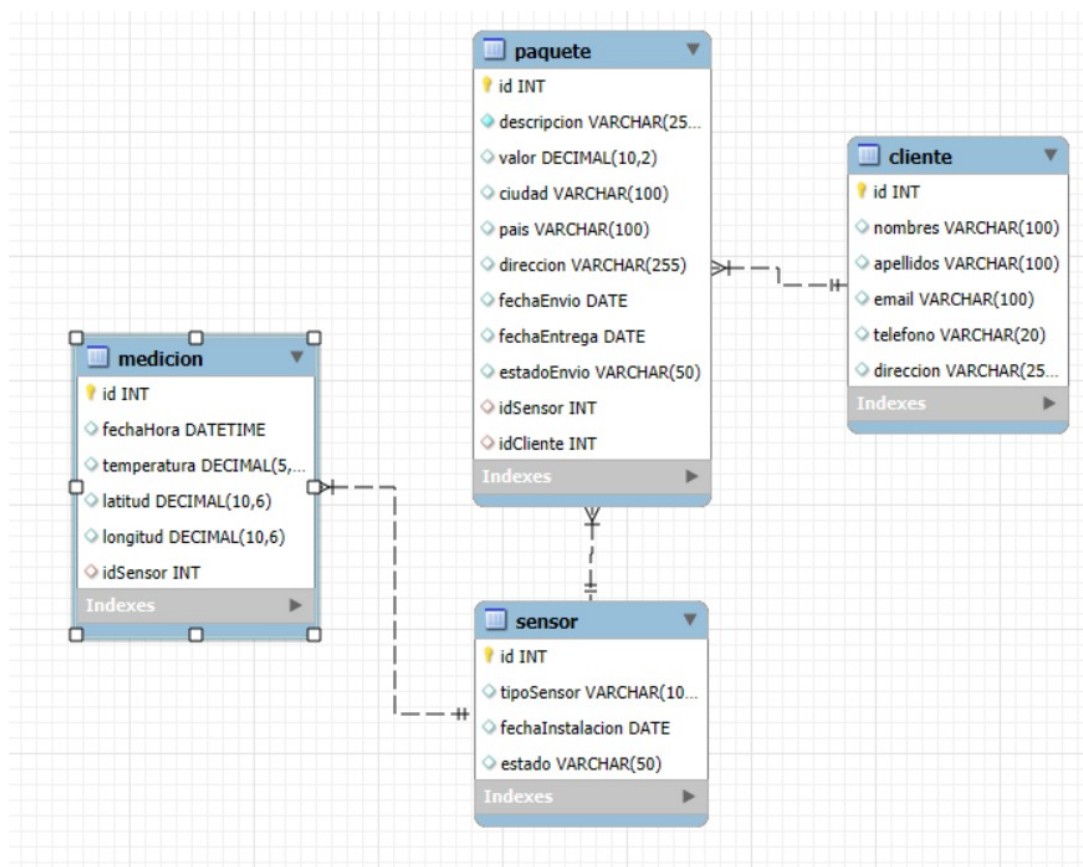 paquete
id INT
descripcion VARCHAR(25...
valor DECIMAL(10,2)
ciudad VARCHAR(100)
pais VARCHAR(100)
direccion VARCHAR(255)
fechaEnvio DATE
fechaEntrega DATE
estadoEnvio VARCHAR(50)
idSensor INT
idCliente INT
Indexes
cliente
id INT
nombres VARCHAR(100)
apellidos VARCHAR(100)
email VARCHAR(100)
telefono VARCHAR(20)
direccion VARCHAR(25...
Indexes
medicion
id INT
fechaHora DATETIME
temperatura DECIMAL(5,...
latitud DECIMAL(10,6)
longitud DECIMAL(10,6)
idSensor INT
Indexes
sensor
id INT
tipoSensor VARCHAR(10...
fechaInstalacion DATE
estado VARCHAR(50)
Indexes